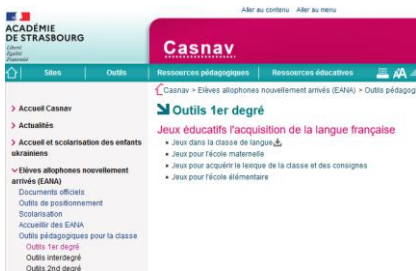 Aller au contenu Aller au menu
ACADÉMIE
DE STRASBOURG
Liberté
Égalité
Fraternité
Casnav
Sites Outils Ressources pédagogiques Ressources éducatives AA
Casnav > Elèves allophones nouvellement arrivés (EANA) > Outils pédagogi
Accueil Casnav
Actualités
Accueil et scolarisation des enfants
ukrainiens
Elèves allophones nouvellement
arrivés (EANA)
Documents officiels
Outils de positionnement
Scolarisation
Accueillir des EANA
Outils pédagogiques pour la classe
Outils 1er degré
Outils interdegré
Outils 2nd degré
Outils 1er degré
Jeux éducatifs l'acquisition de la langue française
Jeux dans la classe de langue
Jeux pour l'école maternelle
Jeux pour acquérir le lexique de la classe et des consignes
Jeux pour l'école élémentaire